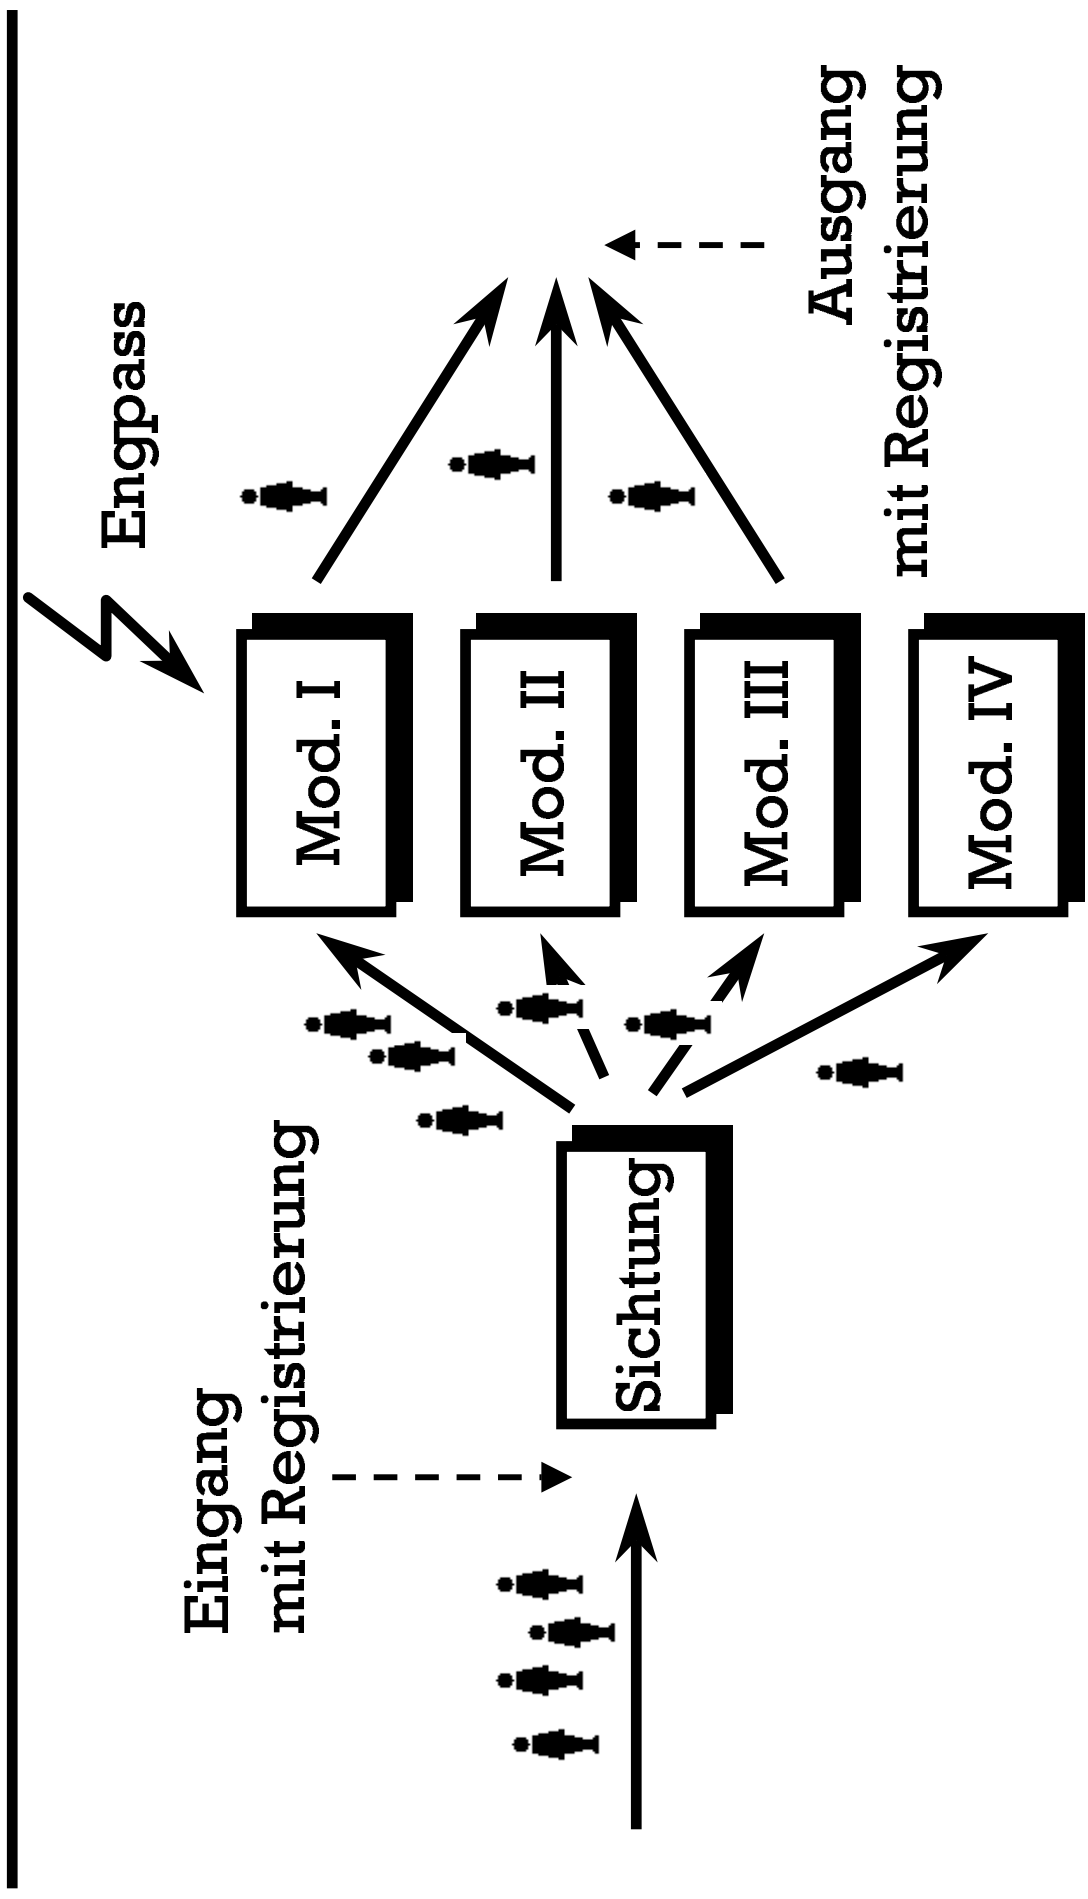 Eingang
mit Registrierung
Sichtung
Engpass
Mod. I
Mod. II
Mod. III
Mod. IV
Ausgang
mit Registrierung